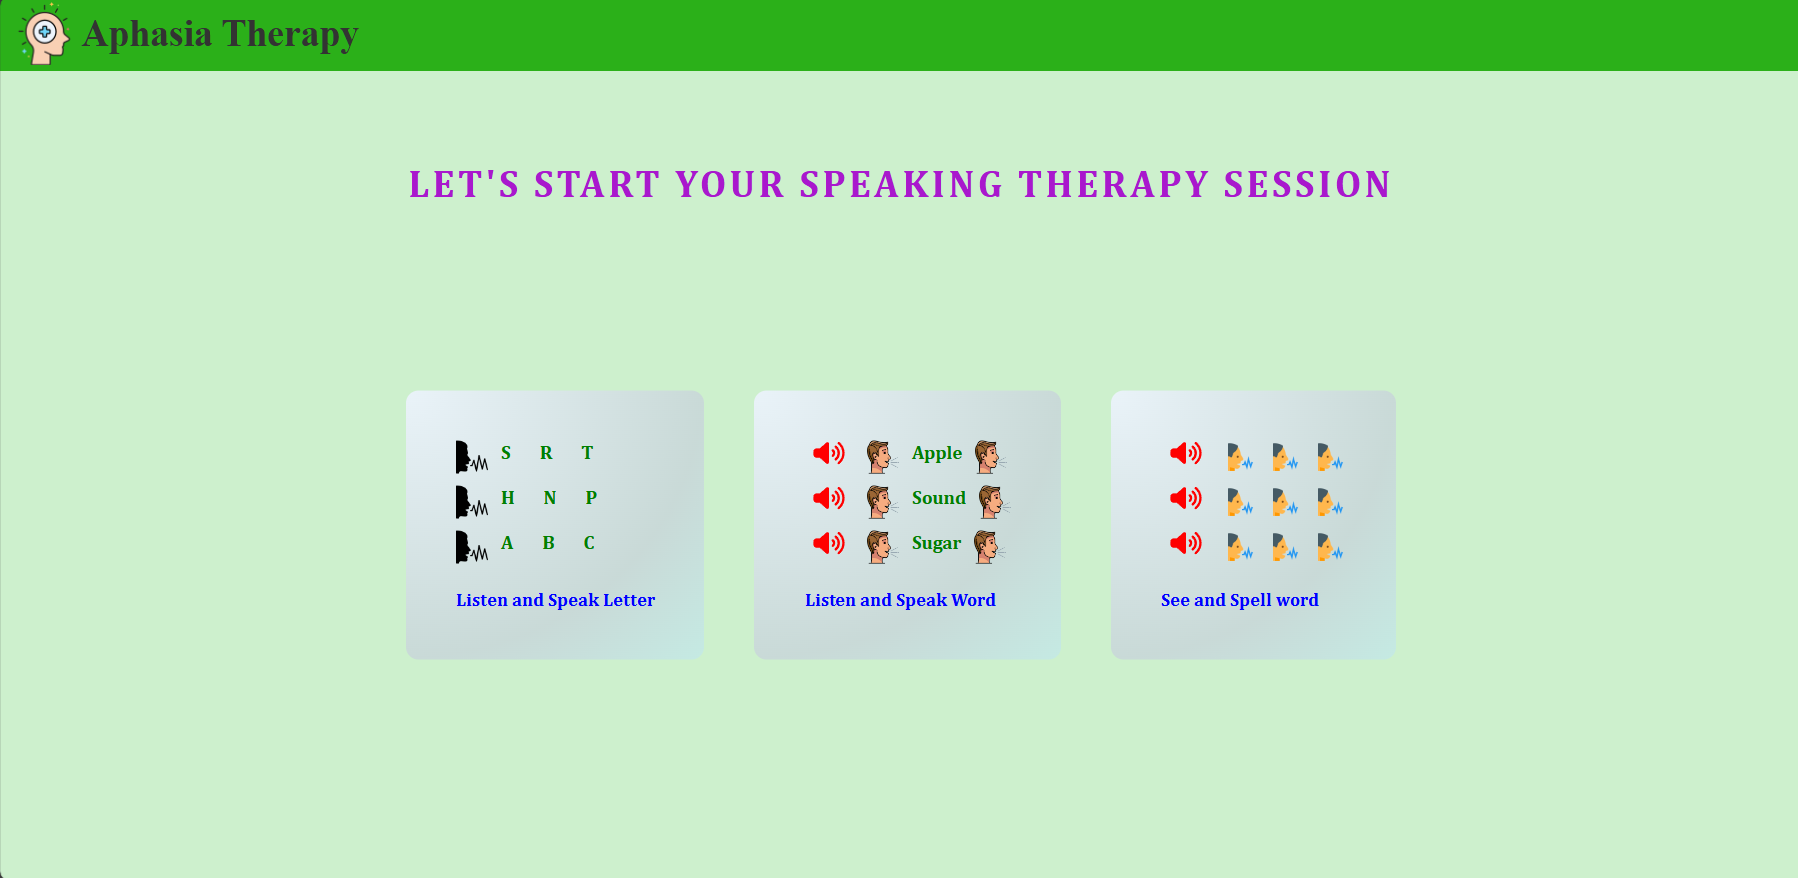 Aphasia Therapy
LET'S START YOUR SPEAKING THERAPY SESSION
S R T
H N P
A B C
Listen and Speak Letter
Apple
Sound
Sugar
Listen and Speak Word
See and Spell word